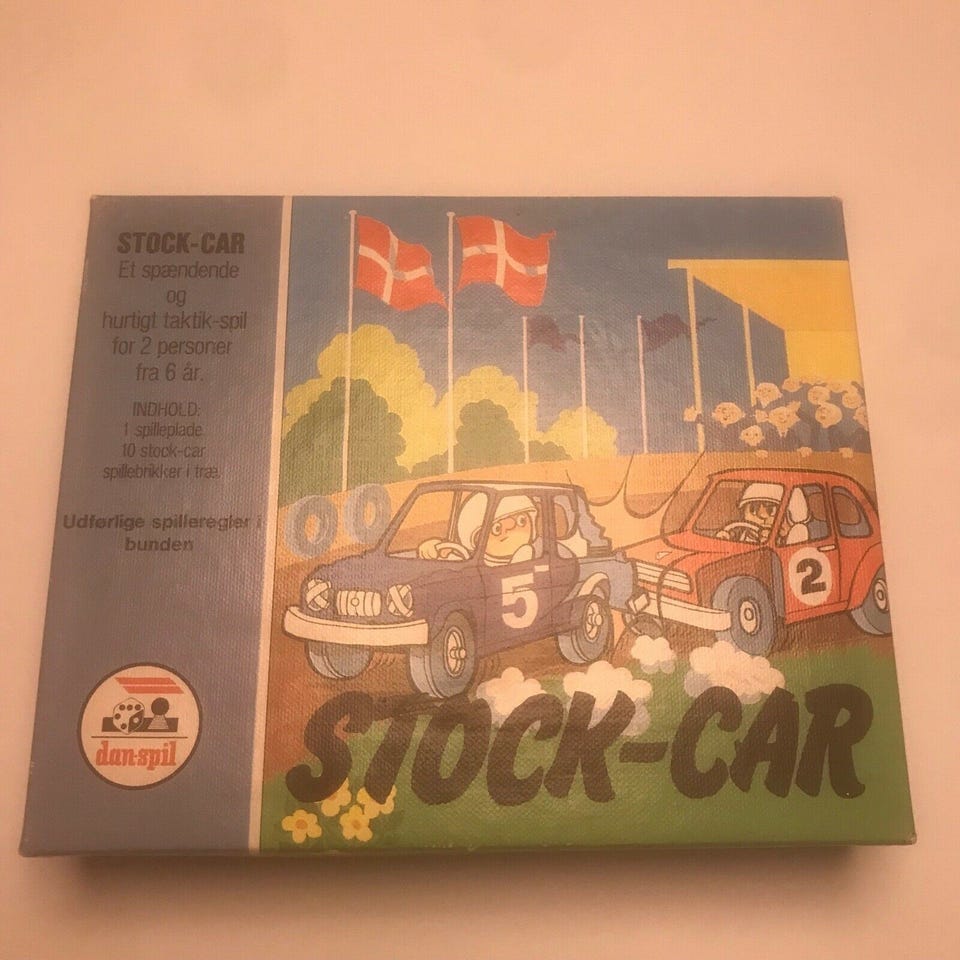 STOCK-CAR
Et spændende
og
hurtigt taktik-spil
for 2 personer
fra 6 år.
INDHOLD:
1 spilleplade
10 stock-car
spillebrikker i træ.
Udførlige spilleregler i
bunden
dan-spil
5
2
STOCK-CAR